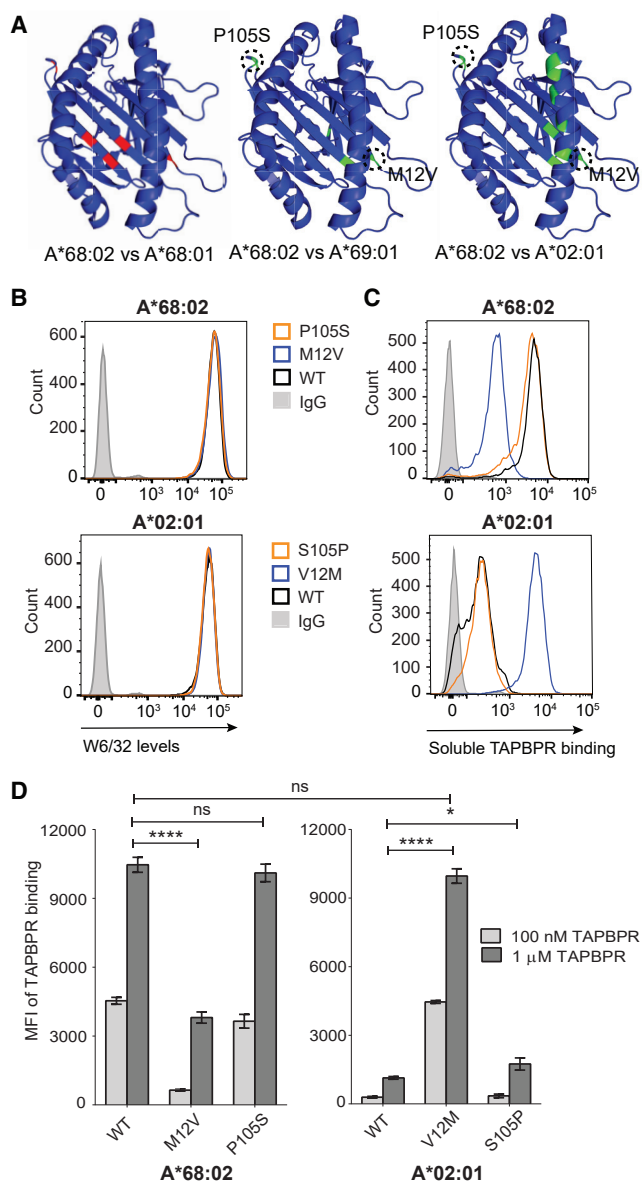 A
P105S
P105S
M12V
M12V
A*68:02 vs A*68:01
A*68:02 vs A*69:01
A*68:02 vs A*02:01
B
A*68:02
600
400
200
0
Count
0 10³ 10⁴ 10⁵
P105S
M12V
WT
IgG
A*02:01
600
400
200
0
Count
0 10³ 10⁴ 10⁵
W6/32 levels
S105P
V12M
WT
IgG
C
A*68:02
500
400
300
200
100
0
Count
0 10³ 10⁴ 10⁵
A*02:01
500
400
300
200
100
0
Count
0 10³ 10⁴ 10⁵
Soluble TAPBPR binding
D
ns
ns
****
*
****
MFI of TAPBPR binding
12000
9000
6000
3000
0
WT
M12V
P105S
A*68:02
12000
9000
6000
3000
0
WT
V12M
S105P
A*02:01
100 nM TAPBPR
1 μM TAPBPR